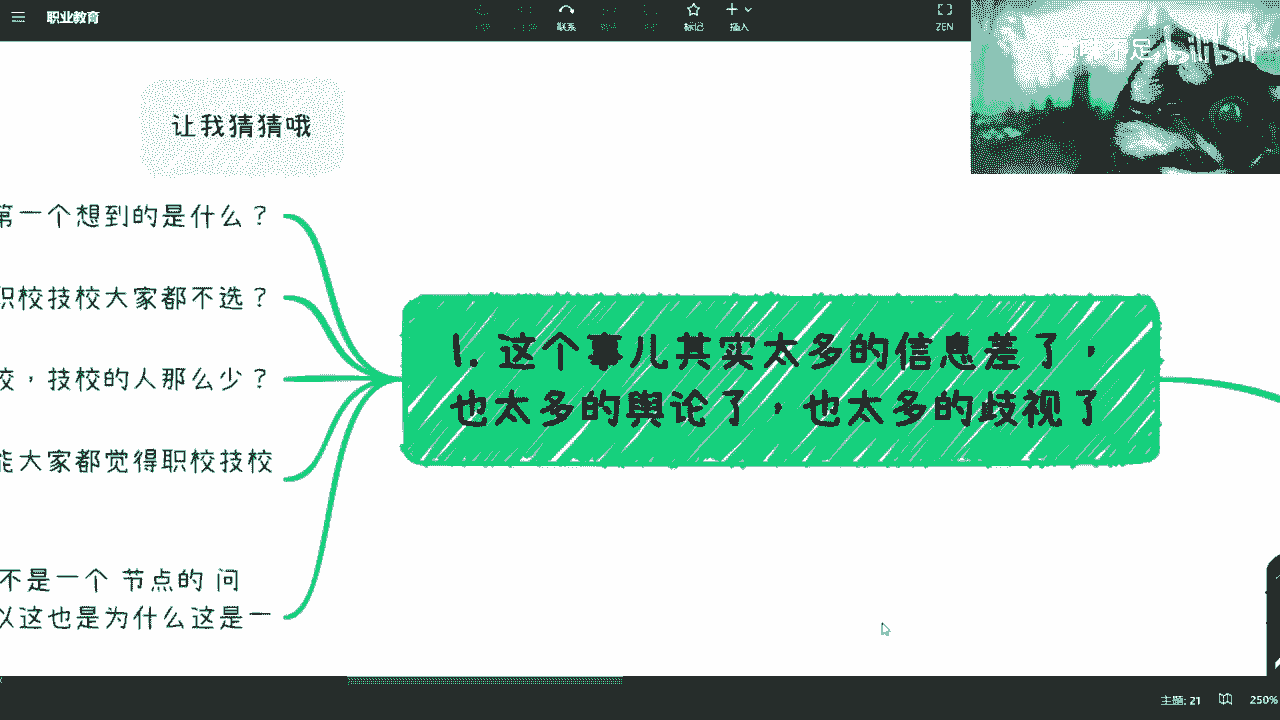 职业教育
联系
标记
插入
ZEN
让我猜猜哦
第一个想到的是什么？
职校技校大家都不选？
校，技校的人那么少？
能大家都觉得职校技校
不是一个 节点的 问
以这也是为什么这是一
1. 这个事儿其实太多的信息差了，
也太多的舆论了，也太多的歧视了
不足
bilibili
主题: 21
250%